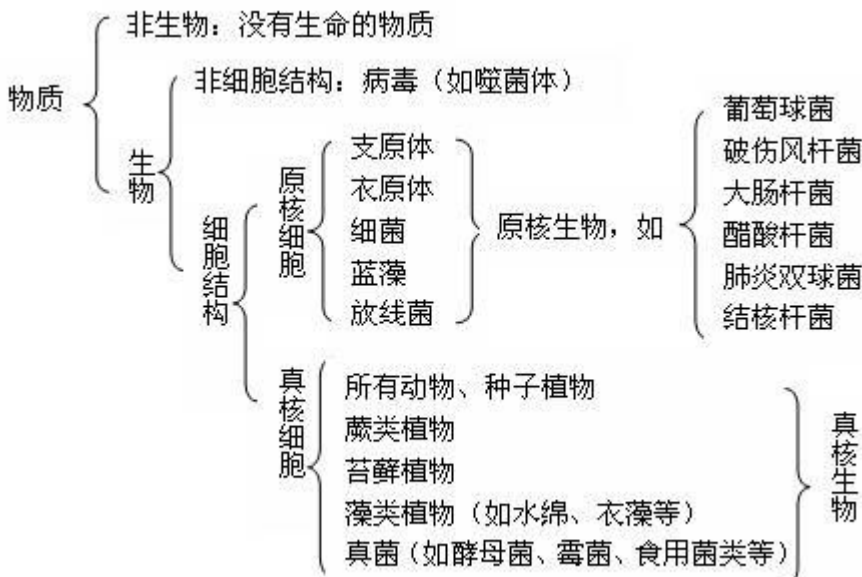 物质
非生物：没有生命的物质
生物
非细胞结构：病毒（如噬菌体）
细胞结构
原核细胞
支原体
衣原体
细菌
蓝藻
放线菌
原核生物，如
葡萄球菌
破伤风杆菌
大肠杆菌
醋酸杆菌
肺炎双球菌
结核杆菌
真核细胞
所有动物、种子植物
蕨类植物
苔藓植物
藻类植物（如水绵、衣藻等）
真菌（如酵母菌、霉菌、食用菌类等）
真核生物